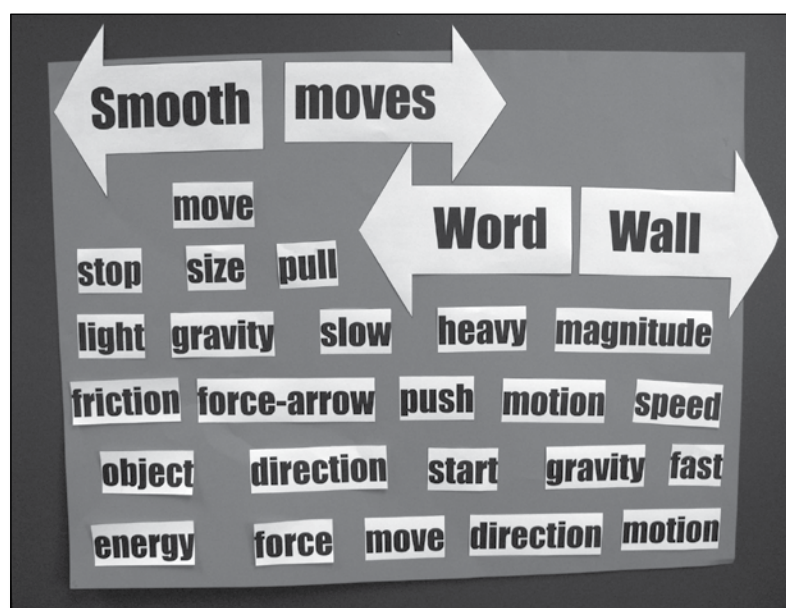 Smooth moves
move
Word Wall
stop size pull
light gravity slow heavy magnitude
friction force-arrow push motion speed
object direction start gravity fast
energy force move direction motion